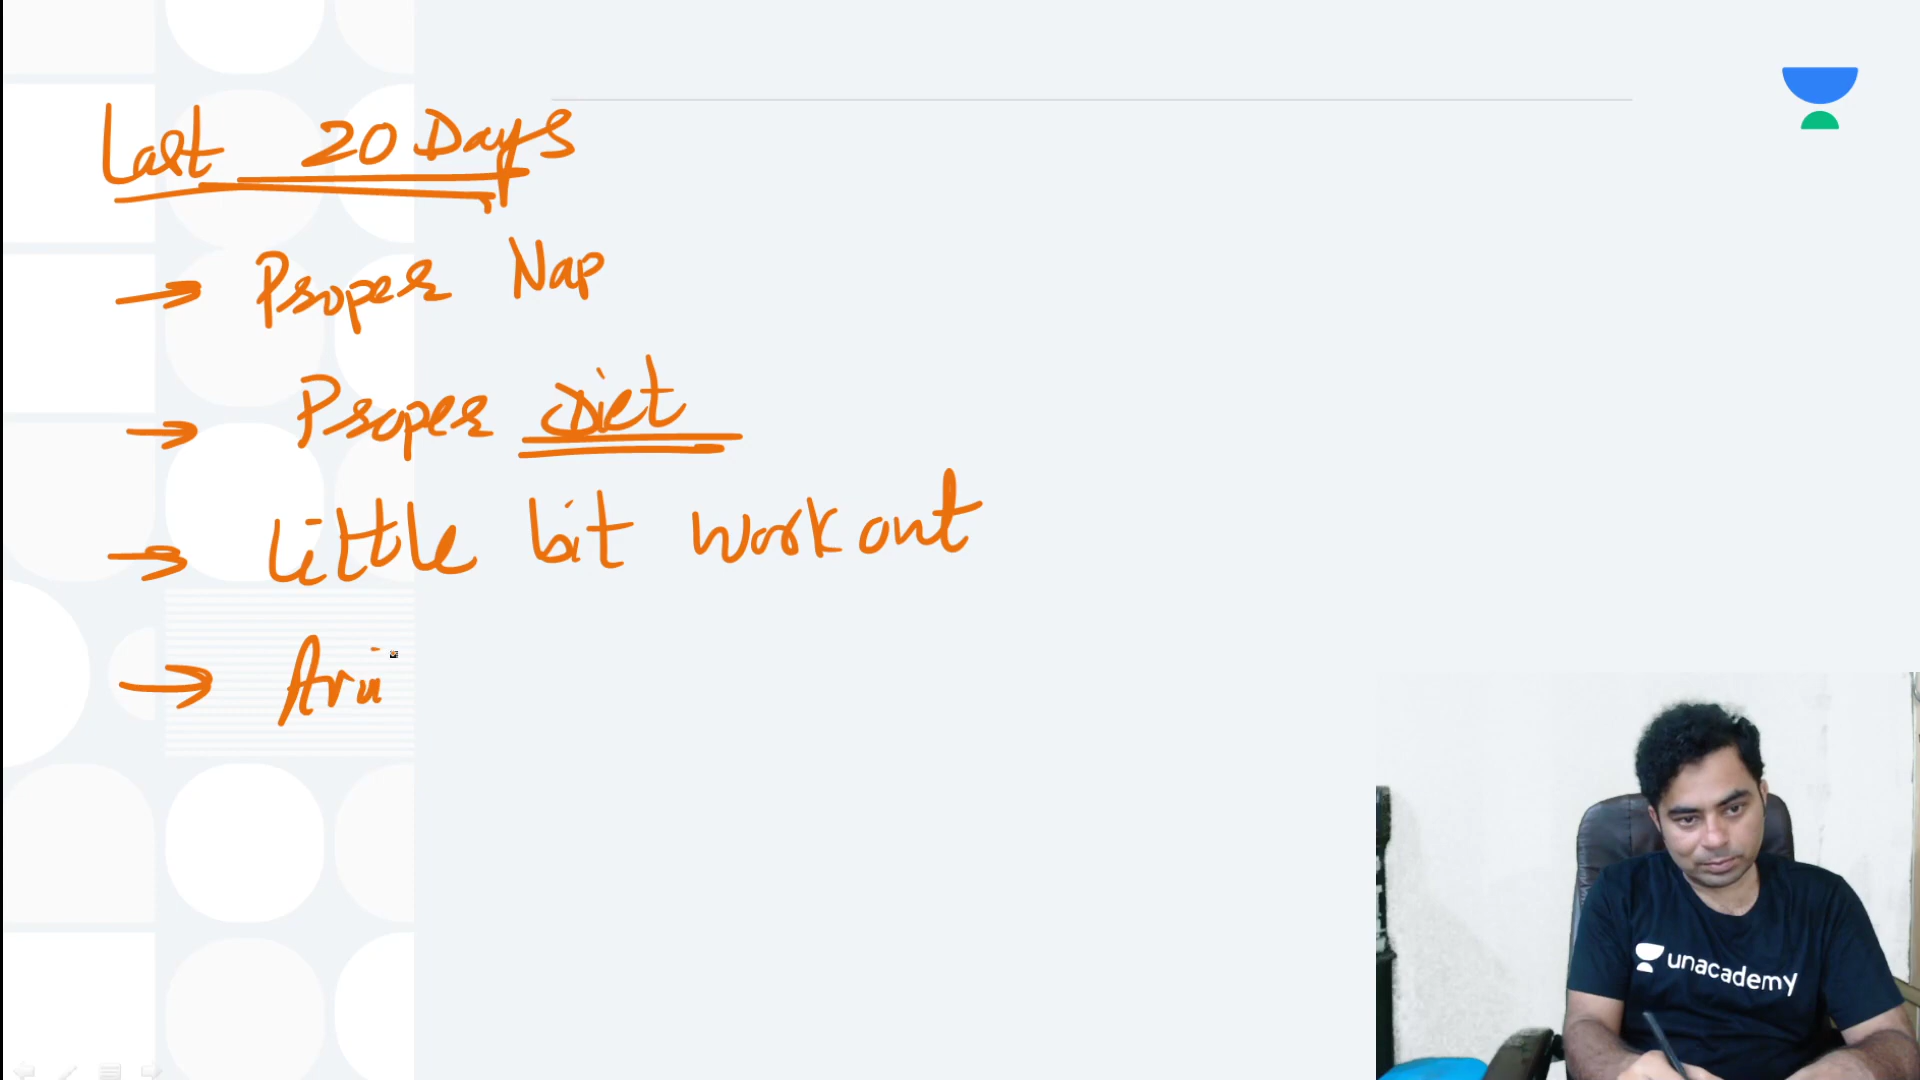 Last 20 Days
→ Proper Nap
→ Proper Diet
→ Little bit workout
→
unacademy